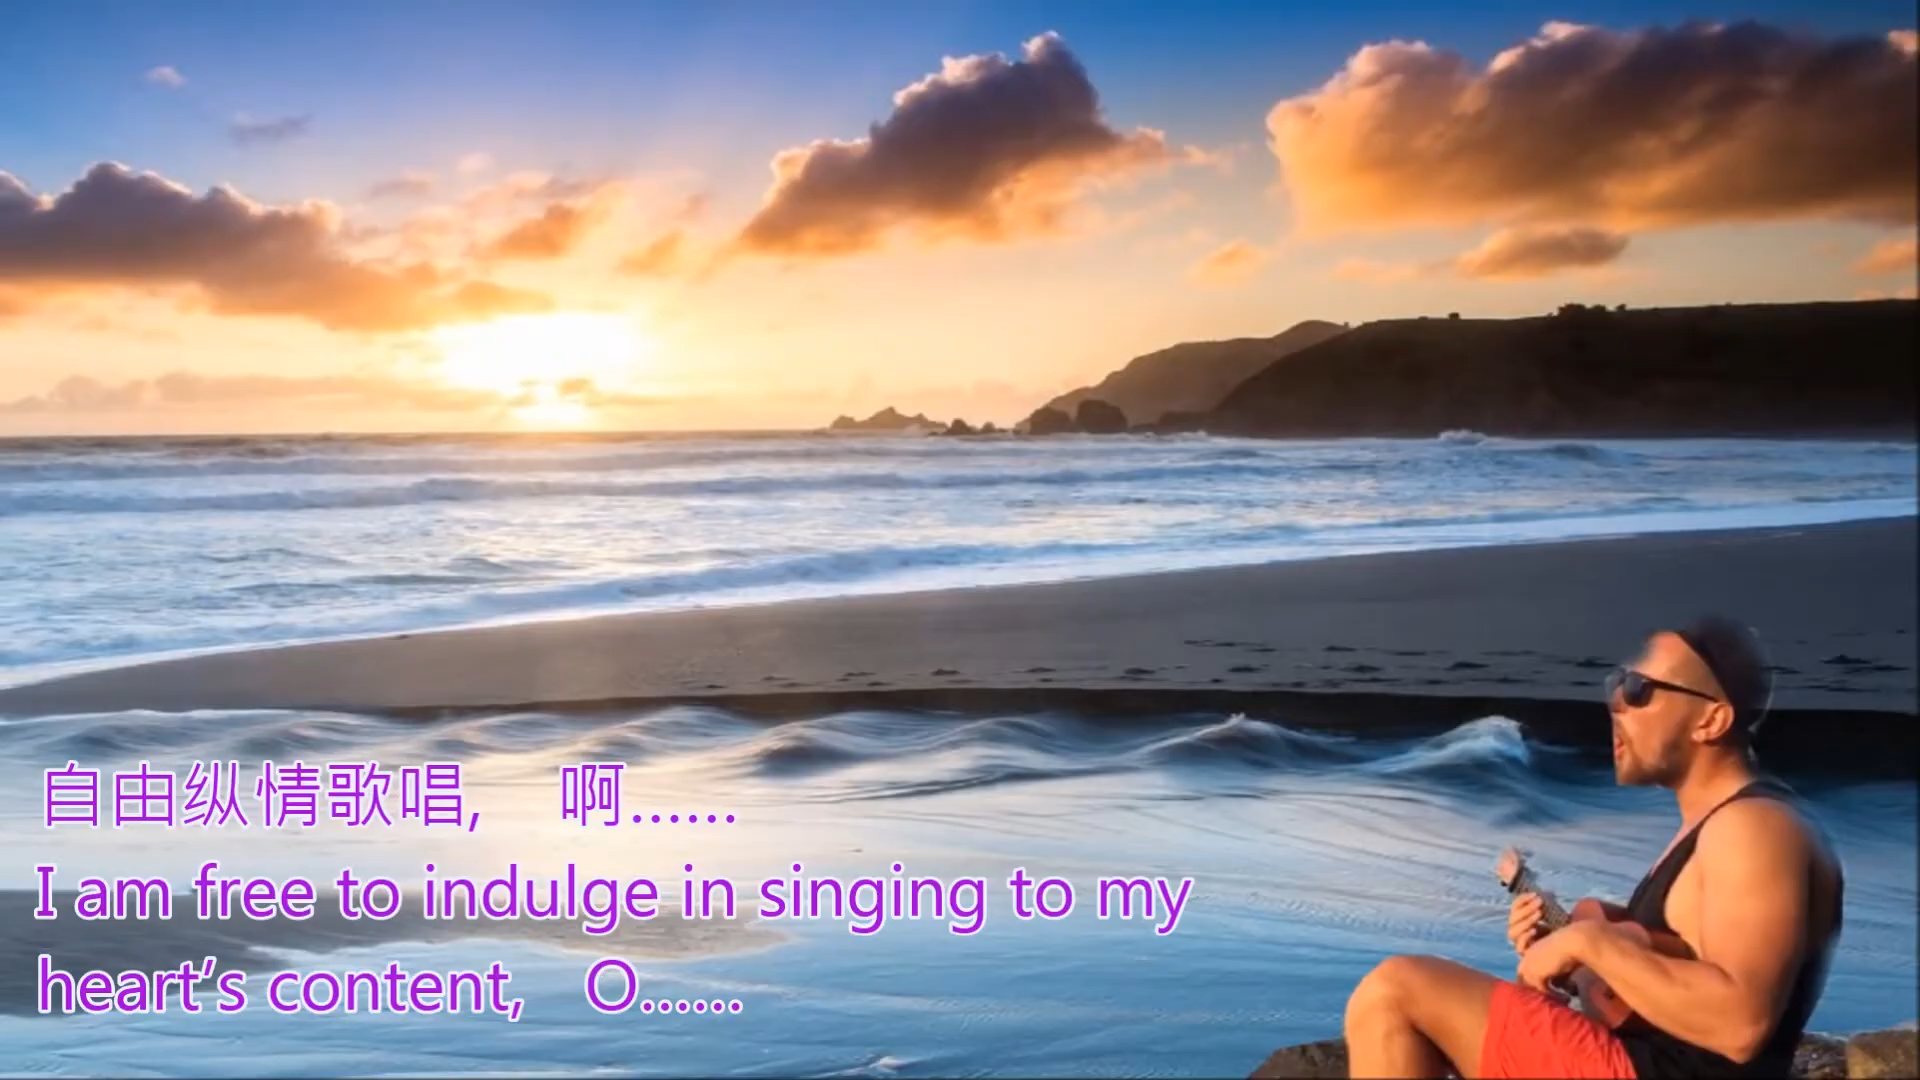 自由纵情歌唱,　啊……
I am free to indulge in singing to my
heart’s content,　O……